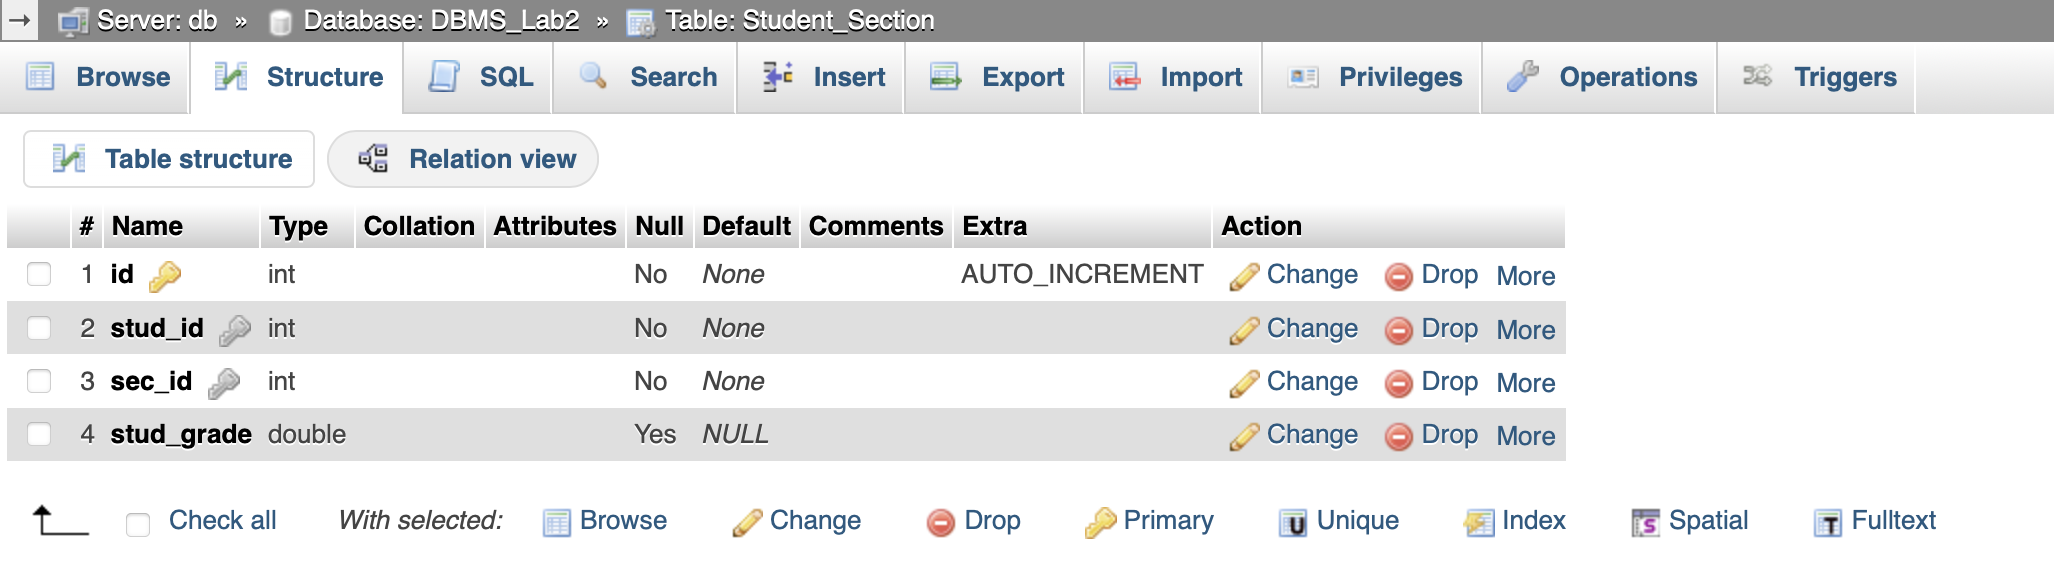 → Server: db » Database: DBMS_Lab2 » Table: Student_Section
Browse Structure SQL Search Insert Export Import Privileges Operations Triggers
Table structure Relation view
# Name Type Collation Attributes Null Default Comments Extra Action
1 id int No None AUTO_INCREMENT Change Drop More
2 stud_id int No None Change Drop More
3 sec_id int No None Change Drop More
4 stud_grade double Yes NULL Change Drop More
Check all With selected: Browse Change Drop Primary Unique Index Spatial Fulltext